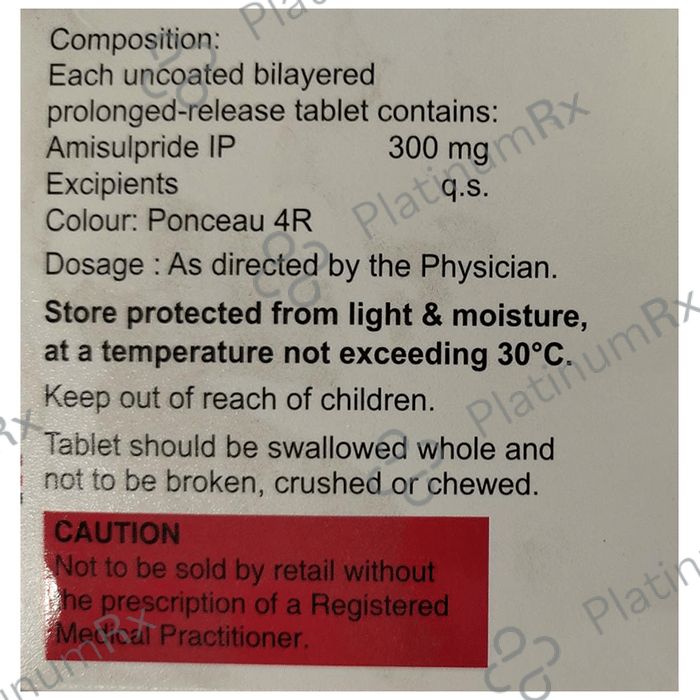 Composition:
Each uncoated bilayered
prolonged-release tablet contains:
Amisulpride IP 300 mg
Excipients q.s.
Colour: Ponceau 4R
Dosage : As directed by the Physician.
Store protected from light & moisture,
at a temperature not exceeding 30°C.
Keep out of reach of children.
Tablet should be swallowed whole and
not to be broken, crushed or chewed.
CAUTION
Not to be sold by retail without
the prescription of a Registered
Medical Practitioner.
PlatinumRx
PlatinumRx
PlatinumRx